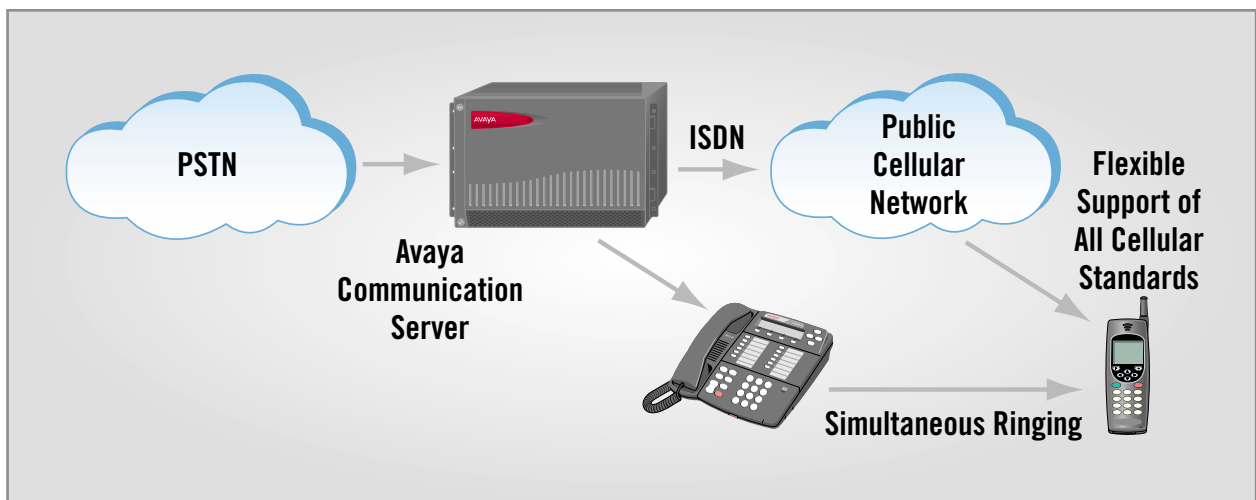 PSTN
AVAYA
Avaya
Communication
Server
ISDN
Public
Cellular
Network
Flexible
Support of
All Cellular
Standards
Simultaneous Ringing